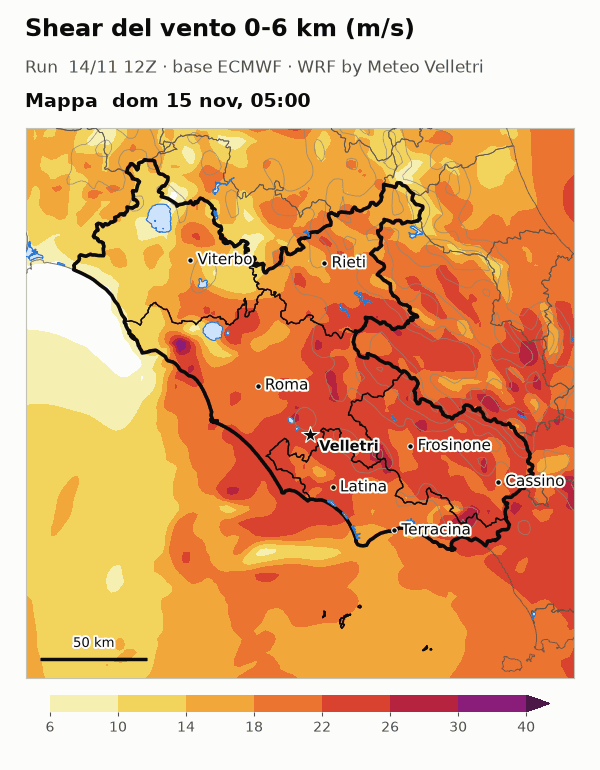 Shear del vento 0-6 km (m/s)
Run  14/11 12Z · base ECMWF · WRF by Meteo Velletri
Mappa  dom 15 nov, 05:00
Viterbo
Rieti
Roma
Velletri
Frosinone
Cassino
Latina
Terracina
50 km
6 10 14 18 22 26 30 40